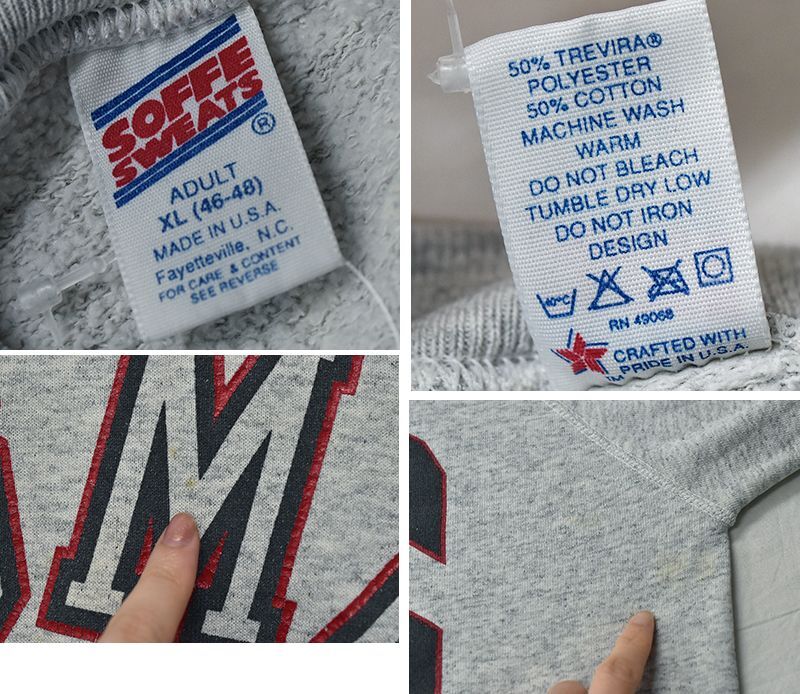 SOFFE
SWEATS®
ADULT
XL (46-48)
MADE IN U.S.A.
Fayetteville, N.C.
FOR CARE & CONTENT
SEE REVERSE
50% TREVIRA®
POLYESTER
50% COTTON
MACHINE WASH
WARM
DO NOT BLEACH
TUMBLE DRY LOW
DO NOT IRON
DESIGN
40°C
RN 49068
CRAFTED WITH
PRIDE IN U.S.A.
TM
M